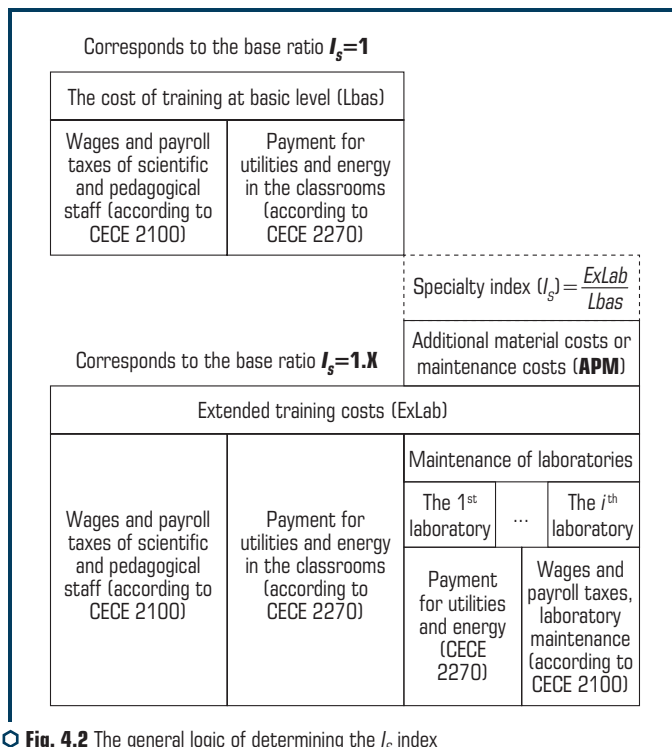 Corresponds to the base ratio I_s=1
The cost of training at basic level (Lbas)
Wages and payroll
taxes of scientific
and pedagogical
staff (according to
CECE 2100)
Payment for
utilities and energy
in the classrooms
(according to
CECE 2270)
Specialty index (I_s) = ExLab
Lbas
Additional material costs or
maintenance costs (APM)
Corresponds to the base ratio I_s=1.X
Extended training costs (ExLab)
Wages and payroll
taxes of scientific
and pedagogical
staff (according to
CECE 2100)
Payment for
utilities and energy
in the classrooms
(according to
CECE 2270)
Maintenance of laboratories
The 1st
laboratory
...
The ith
laboratory
Payment
for utilities
and energy
(CECE
2270)
Wages and
payroll taxes,
laboratory
maintenance
(according to
CECE 2100)
Fig. 4.2 The general logic of determining the I_s index